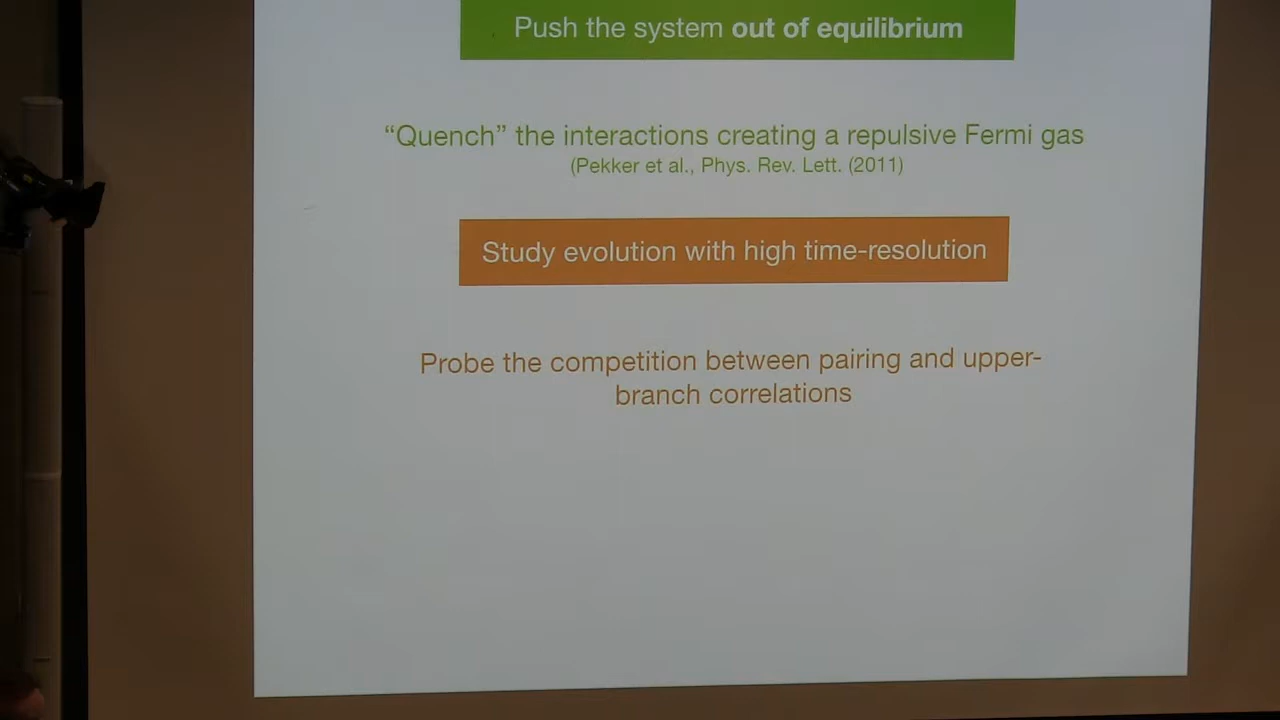 Push the system out of equilibrium
“Quench” the interactions creating a repulsive Fermi gas
(Pekker et al., Phys. Rev. Lett. (2011)
Study evolution with high time-resolution
Probe the competition between pairing and upper-
branch correlations